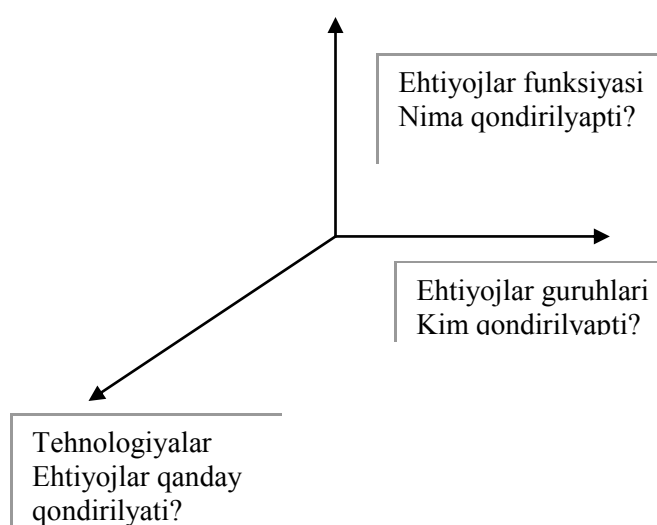 Ehtiyojlar funksiyasi
Nima qondirilyapti?
Ehtiyojlar guruhlari
Kim qondirilyapti?
Tehnologiyalar
Ehtiyojlar qanday
qondirilyati?